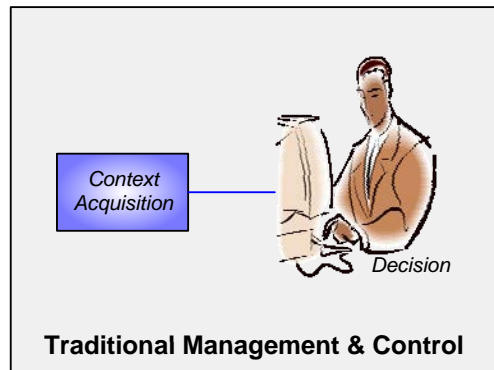 Context
Acquisition
Decision
Traditional Management & Control